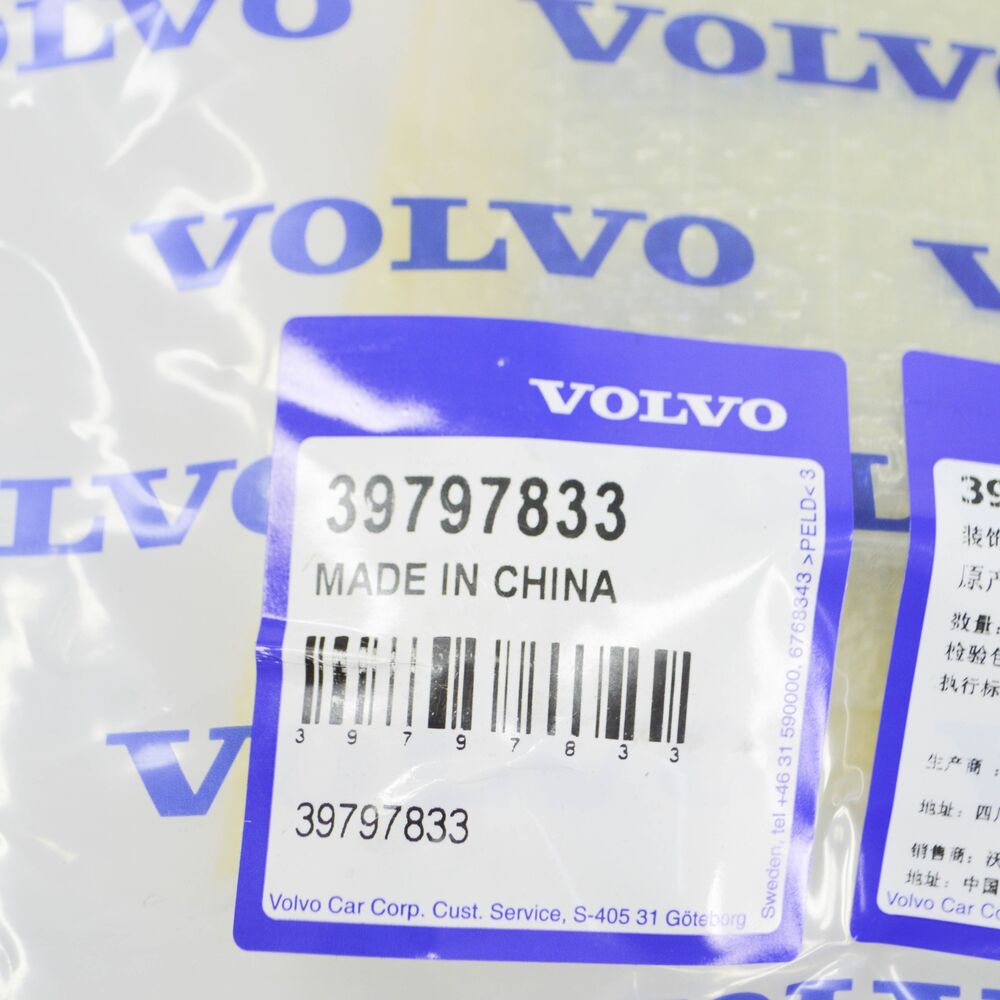 VOLVO
VOLVO
VOLVO
VOLVO
39797833
MADE IN CHINA
3 9 7 9 7 8 3 3
39797833
Volvo Car Corp. Cust. Service, S-405 31 Göteborg
Sweden, tel +46 31 590000, 6768343 >PELD< 3
39
装饰
原产
数量:
检验
执行标
生产商:
地址: 四川
销售商: 沃
地址: 中国
Volvo Car Co